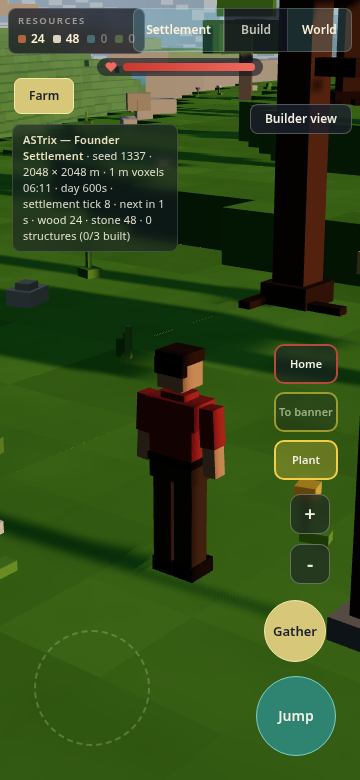 RESOURCES
24 48 0 0
Settlement Build World
Farm
Builder view
ASTrix — Founder
Settlement · seed 1337 ·
2048 × 2048 m · 1 m voxels
06:11 · day 600s ·
settlement tick 8 · next in 1
s · wood 24 · stone 48 · 0
structures (0/3 built)
Home
To banner
Plant
+
-
Gather
Jump